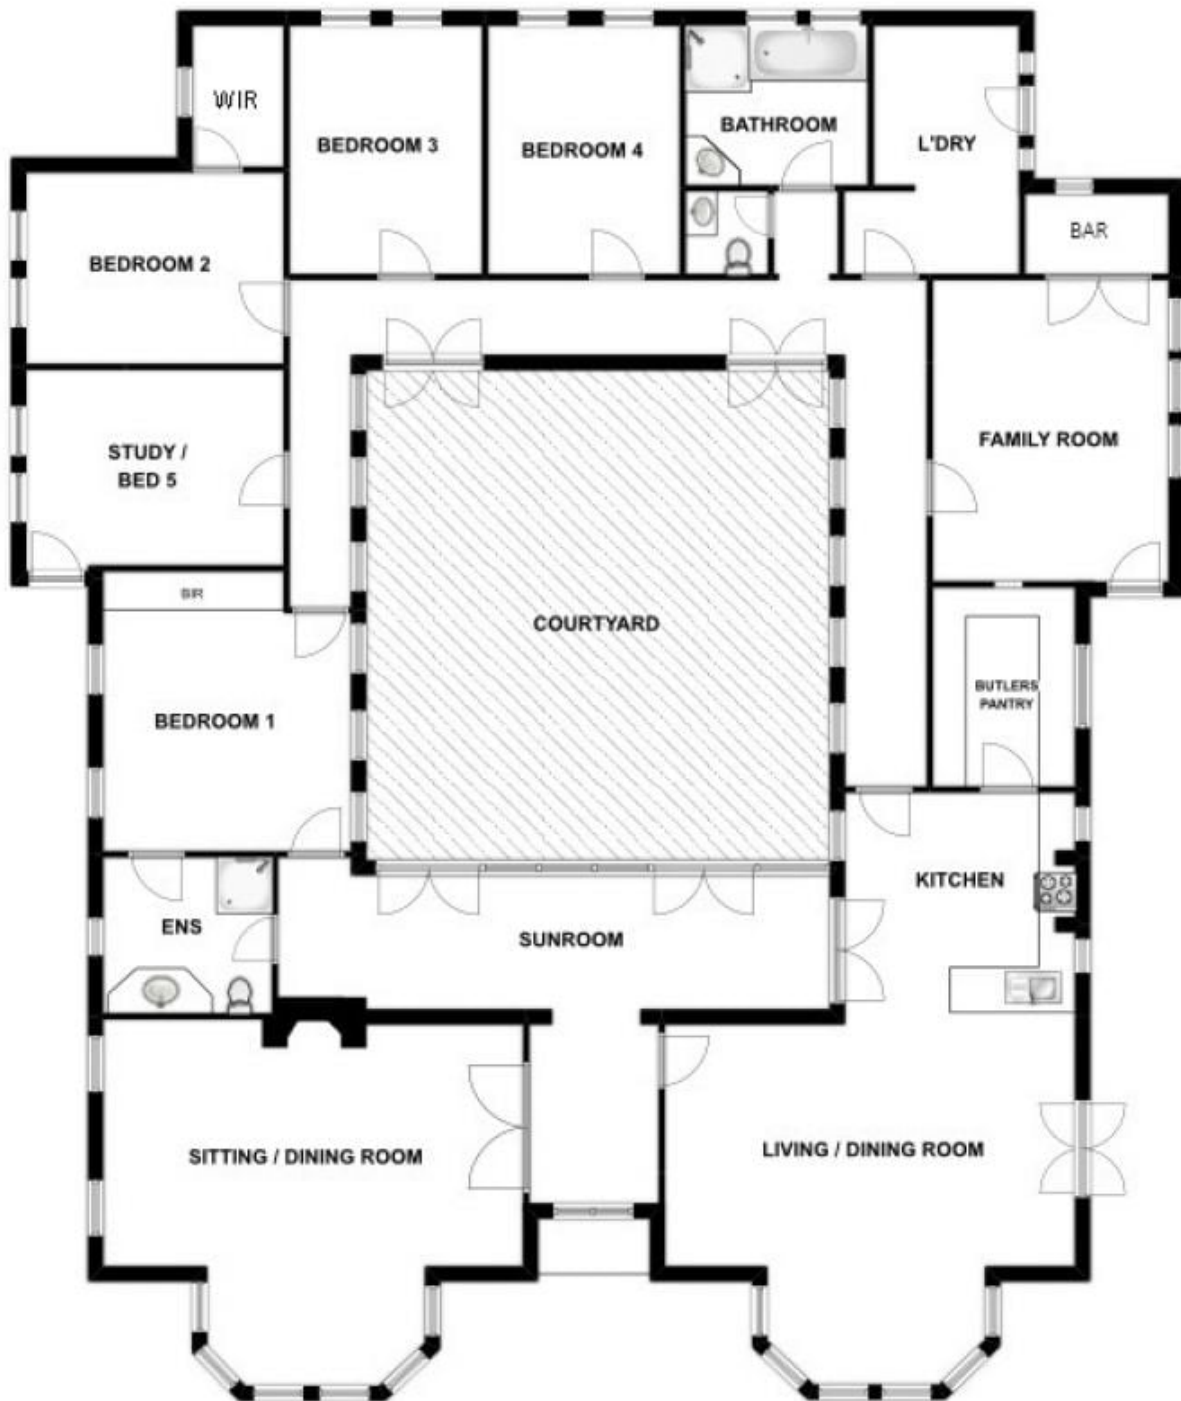 WIR
BEDROOM 3
BEDROOM 4
BATHROOM
L'DRY
BAR
BEDROOM 2
STUDY /
BED 5
FAMILY ROOM
BIR
COURTYARD
BUTLERS
PANTRY
BEDROOM 1
KITCHEN
ENS
SUNROOM
SITTING / DINING ROOM
LIVING / DINING ROOM